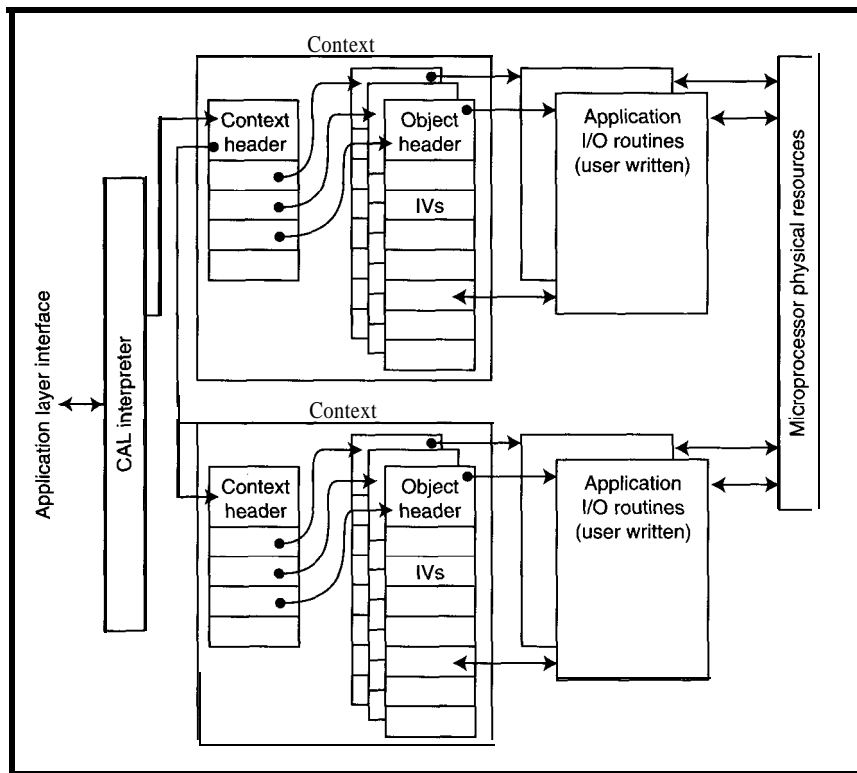 Context
Context
header
Object
header
IVs
Application
I/O routines
(user written)
Microprocessor physical resources
Application layer interface
CAL interpreter
Context
Context
header
Object
header
IVs
Application
I/O routines
(user written)